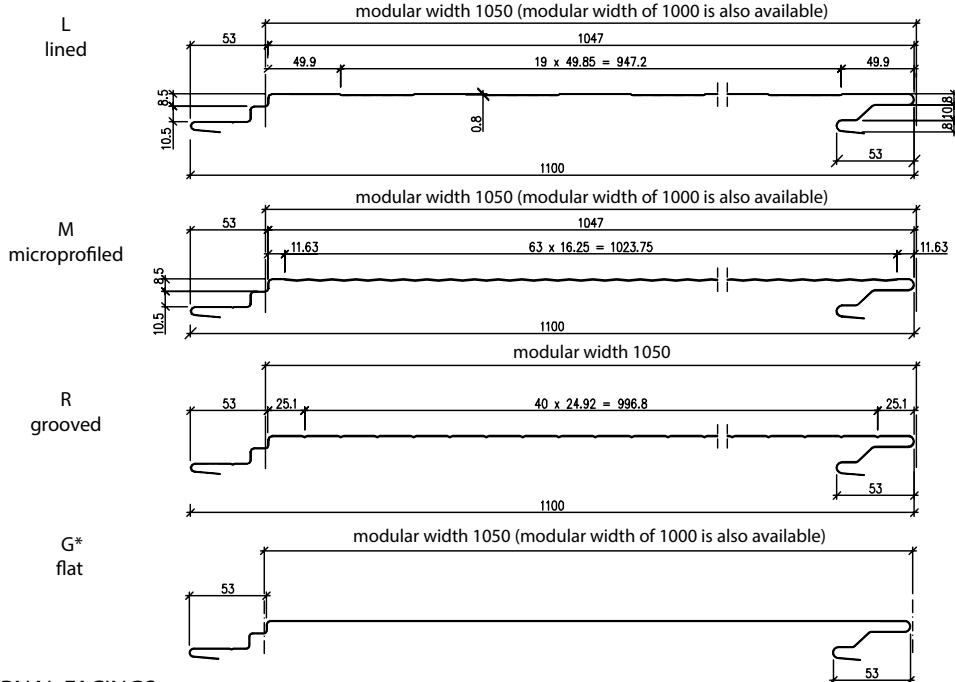 modular width 1050 (modular width of 1000 is also available)
L
lined
53
1047
49.9
19 x 49.85 = 947.2
49.9
8.5
10.5
0.8
10.8
8
53
1100
modular width 1050 (modular width of 1000 is also available)
M
microprofiled
53
1047
11.63
63 x 16.25 = 1023.75
11.63
8.5
10.5
1100
modular width 1050
R
grooved
53
25.1
40 x 24.92 = 996.8
25.1
53
1100
G*
flat
modular width 1050 (modular width of 1000 is also available)
53
53
FACINGS